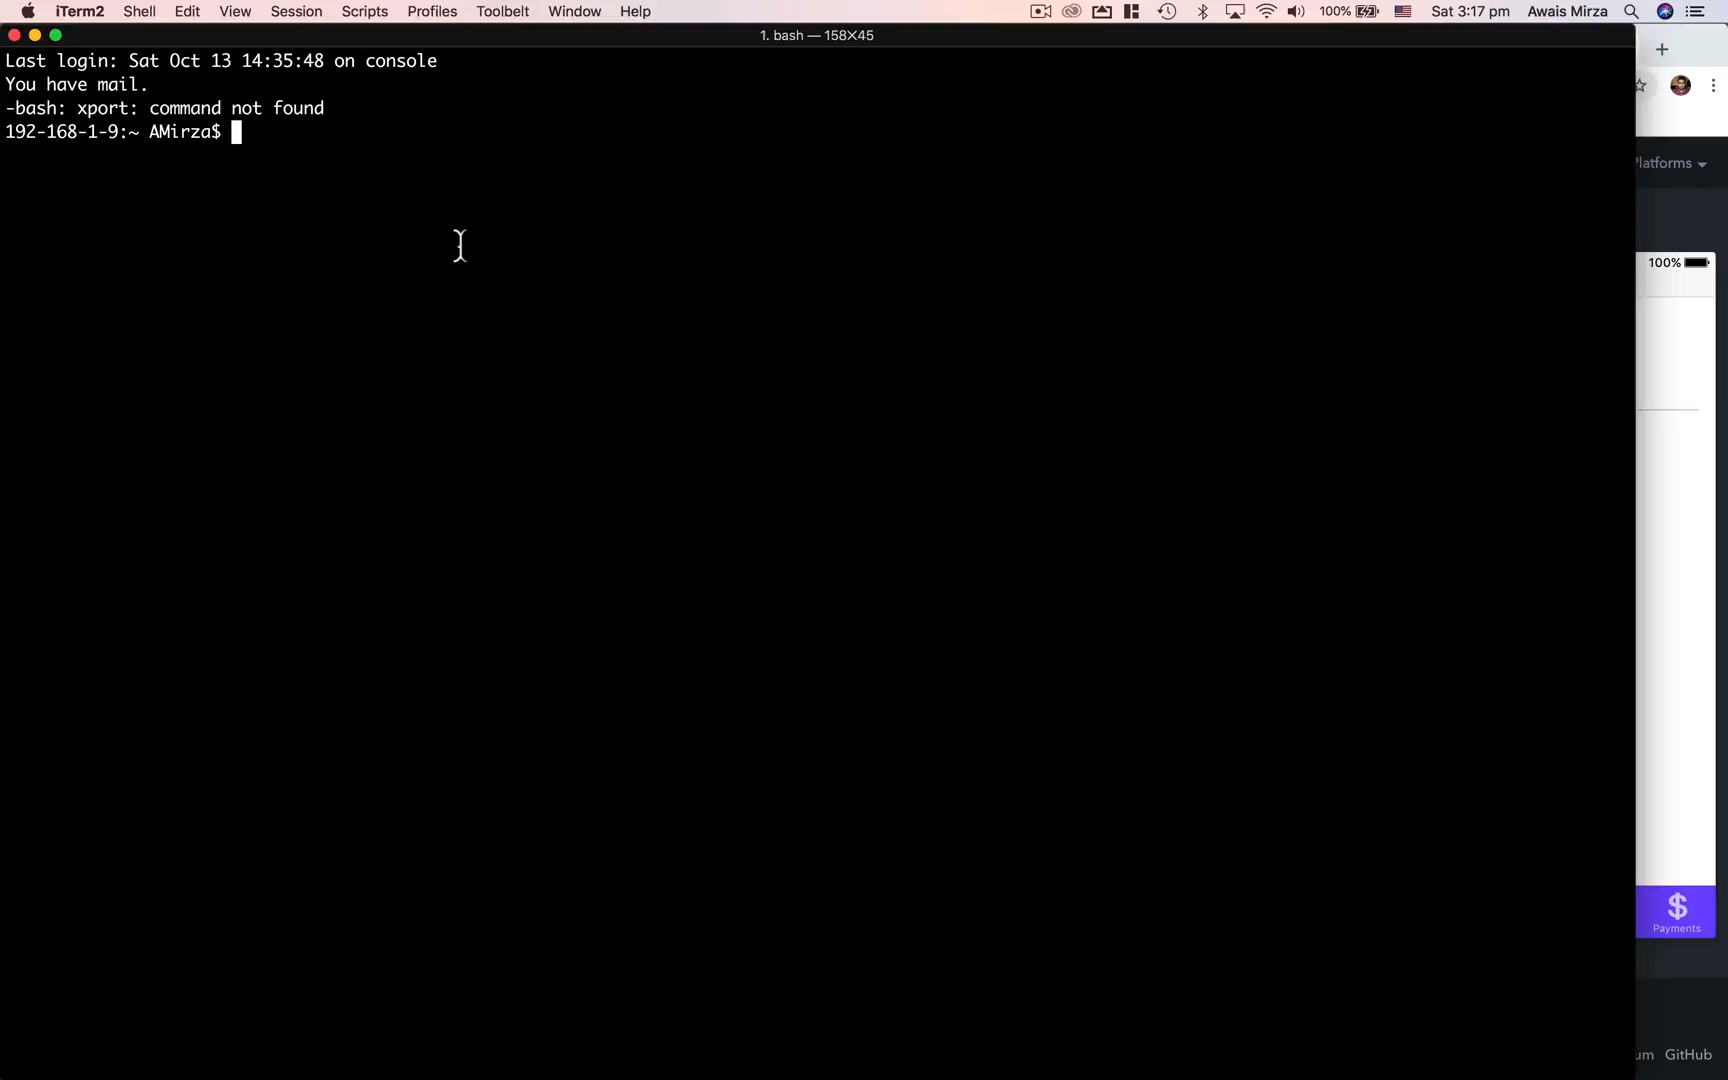 iTerm2 Shell Edit View Session Scripts Profiles Toolbelt Window Help 100% Sat 3:17 pm Awais Mirza
1. bash — 158×45
Last login: Sat Oct 13 14:35:48 on console
You have mail.
-bash: xport: command not found
192-168-1-9:~ AMirza$
Platforms
100%
$
Payments
um GitHub